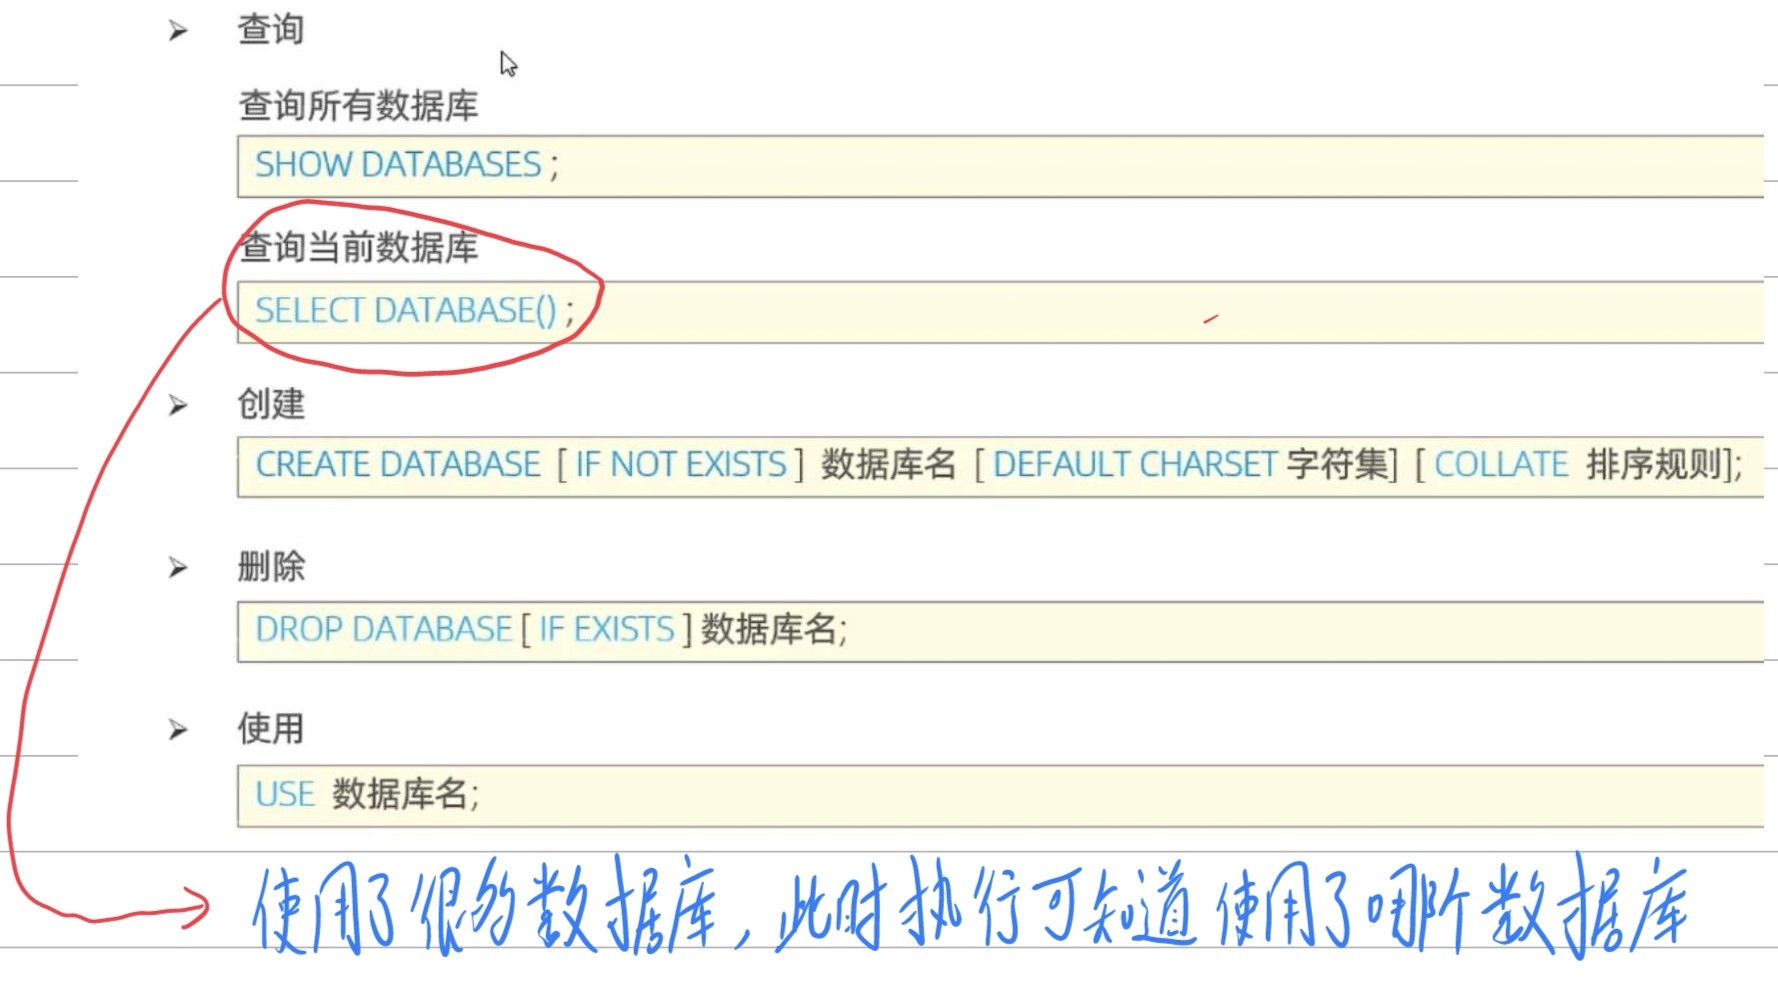 查询
查询所有数据库
SHOW DATABASES ;
查询当前数据库
SELECT DATABASE() ;
创建
CREATE DATABASE [ IF NOT EXISTS ] 数据库名 [ DEFAULT CHARSET 字符集] [ COLLATE 排序规则];
删除
DROP DATABASE [ IF EXISTS ] 数据库名;
使用
USE 数据库名;
使用了很多数据库,此时执行可知道使用了哪个数据库